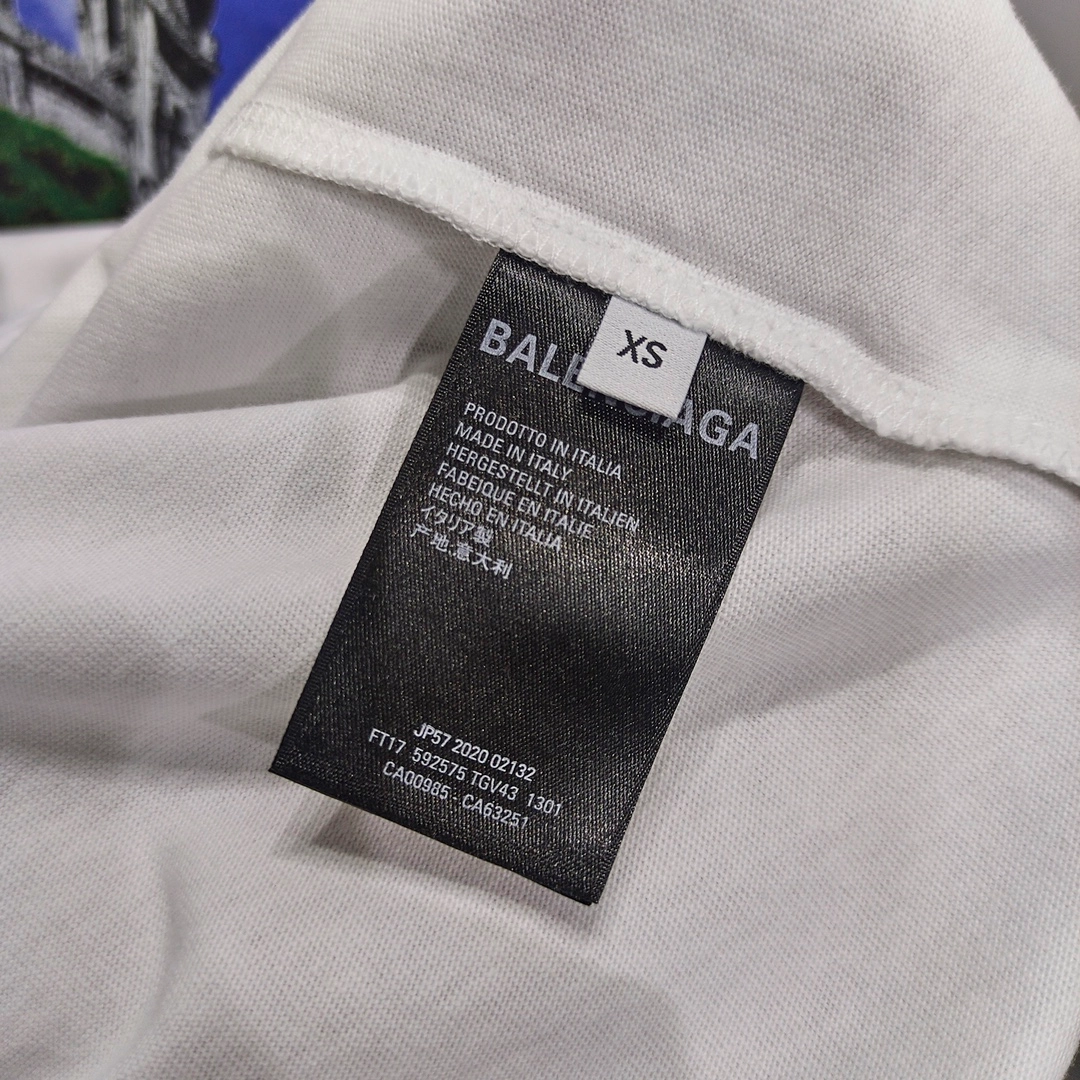 XS
BALENCIAGA
PRODOTTO IN ITALIA
MADE IN ITALY
HERGESTELLT IN ITALIEN
FABEIQUE EN ITALIE
HECHO EN ITALIA
イタリア製
产地:意大利
JP57 2020 02132
FT17 592575 TGV43 1301
CA00985 - CA63251